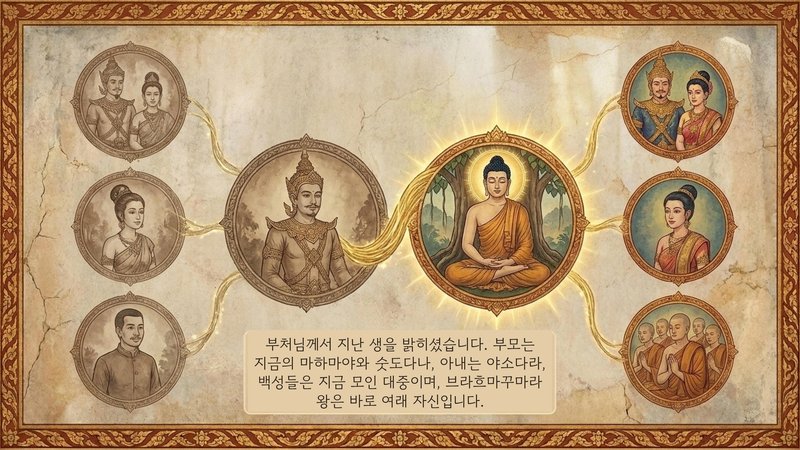 부처님께서 지난 생을 밝히셨습니다. 부모는
지금의 마하마야와 숫도다나, 아내는 야소다라,
백성들은 지금 모인 대중이며, 브라흐마꾸마라
왕은 바로 여래 자신입니다.